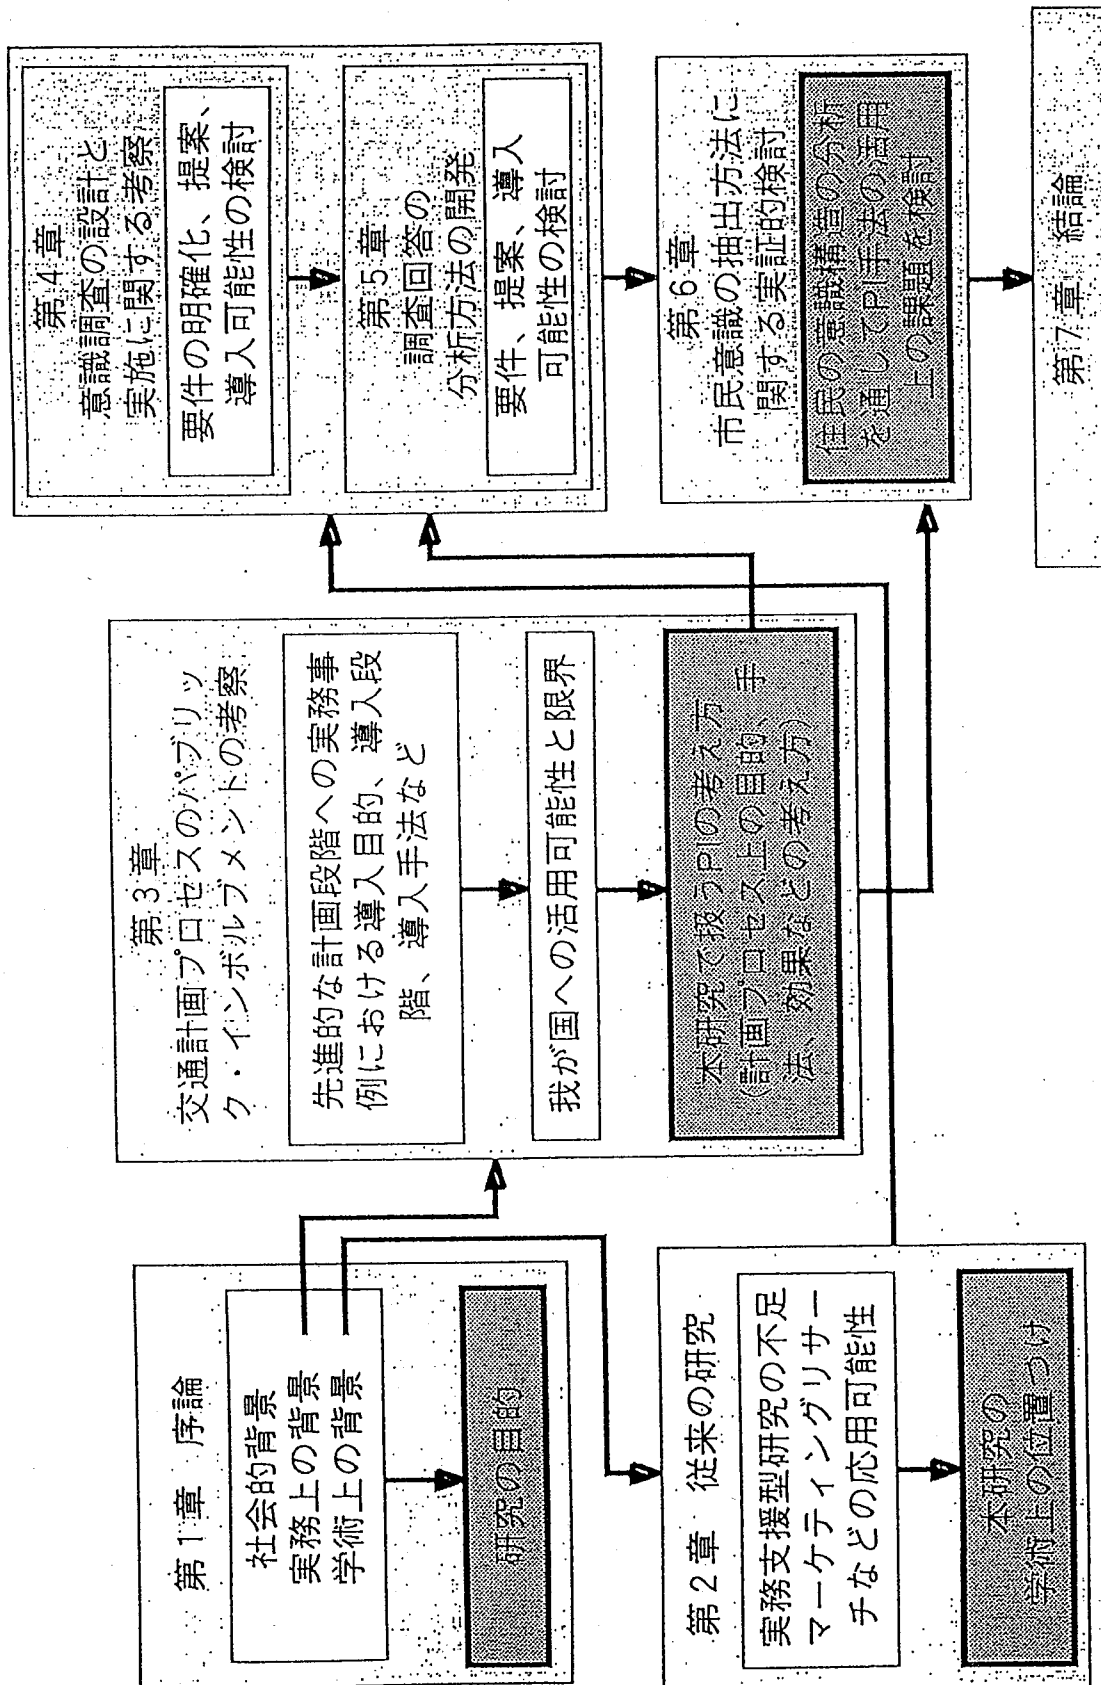 第1章 序論
社会的背景
実務上の背景
学術上の背景
研究の目的
第2章 従来の研究
実務支援型研究の不足
マーケティングリサー
チなどの応用可能性
本研究の
学術上の位置づけ
第3章
交通計画プロセスのパブリッ
ク・インボルブメントの考察
先進的な計画段階への実務事
例における導入目的、導入段
階、導入手法など
我が国への活用可能性と限界
本研究で扱うPIの考え方
(計画プロセス上の目的、手
法、効果などの考え方)
第4章
意識調査の設計と
実施に関する考察
要件の明確化、提案、
導入可能性の検討
第5章
調査回答の
分析方法の開発
要件、提案、導入
可能性の検討
第6章
市民意識の抽出方法に
関する実証的検討
住民の意識構造の分析
を通してPI手法の活用
上の課題を検討
第7章 結論